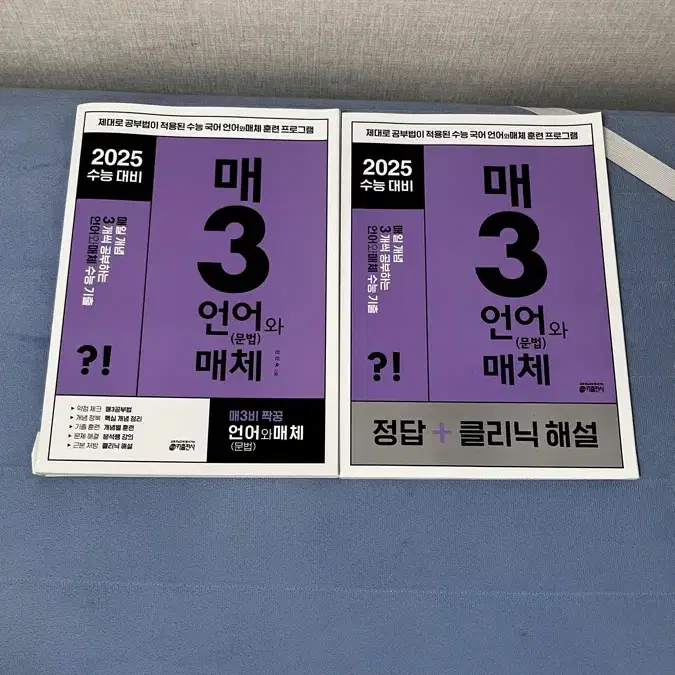 제대로 공부법이 적용된 수능 국어 언어와매체 훈련 프로그램
2025
수능 대비
매일 개념
3개씩 공부하는
언어와매체 수능 기출
?!
매
3
언어와
(문법)
매체
안인숙 지음
▶ 약점 체크 매3공부법
▶ 개념 정복 핵심 개념 정리
▶ 기출 훈련 개념별 훈련
▶ 문제 해결 분석쌤 강의
▶ 근본 처방 클리닉 해설
매3비 짝꿍
언어와매체
(문법)
키출판사
제대로 공부법이 적용된 수능 국어 언어와매체 훈련 프로그램
2025
수능 대비
매일 개념
3개씩 공부하는
언어와매체 수능 기출
?!
매
3
언어와
(문법)
매체
키출판사
정답 + 클리닉 해설